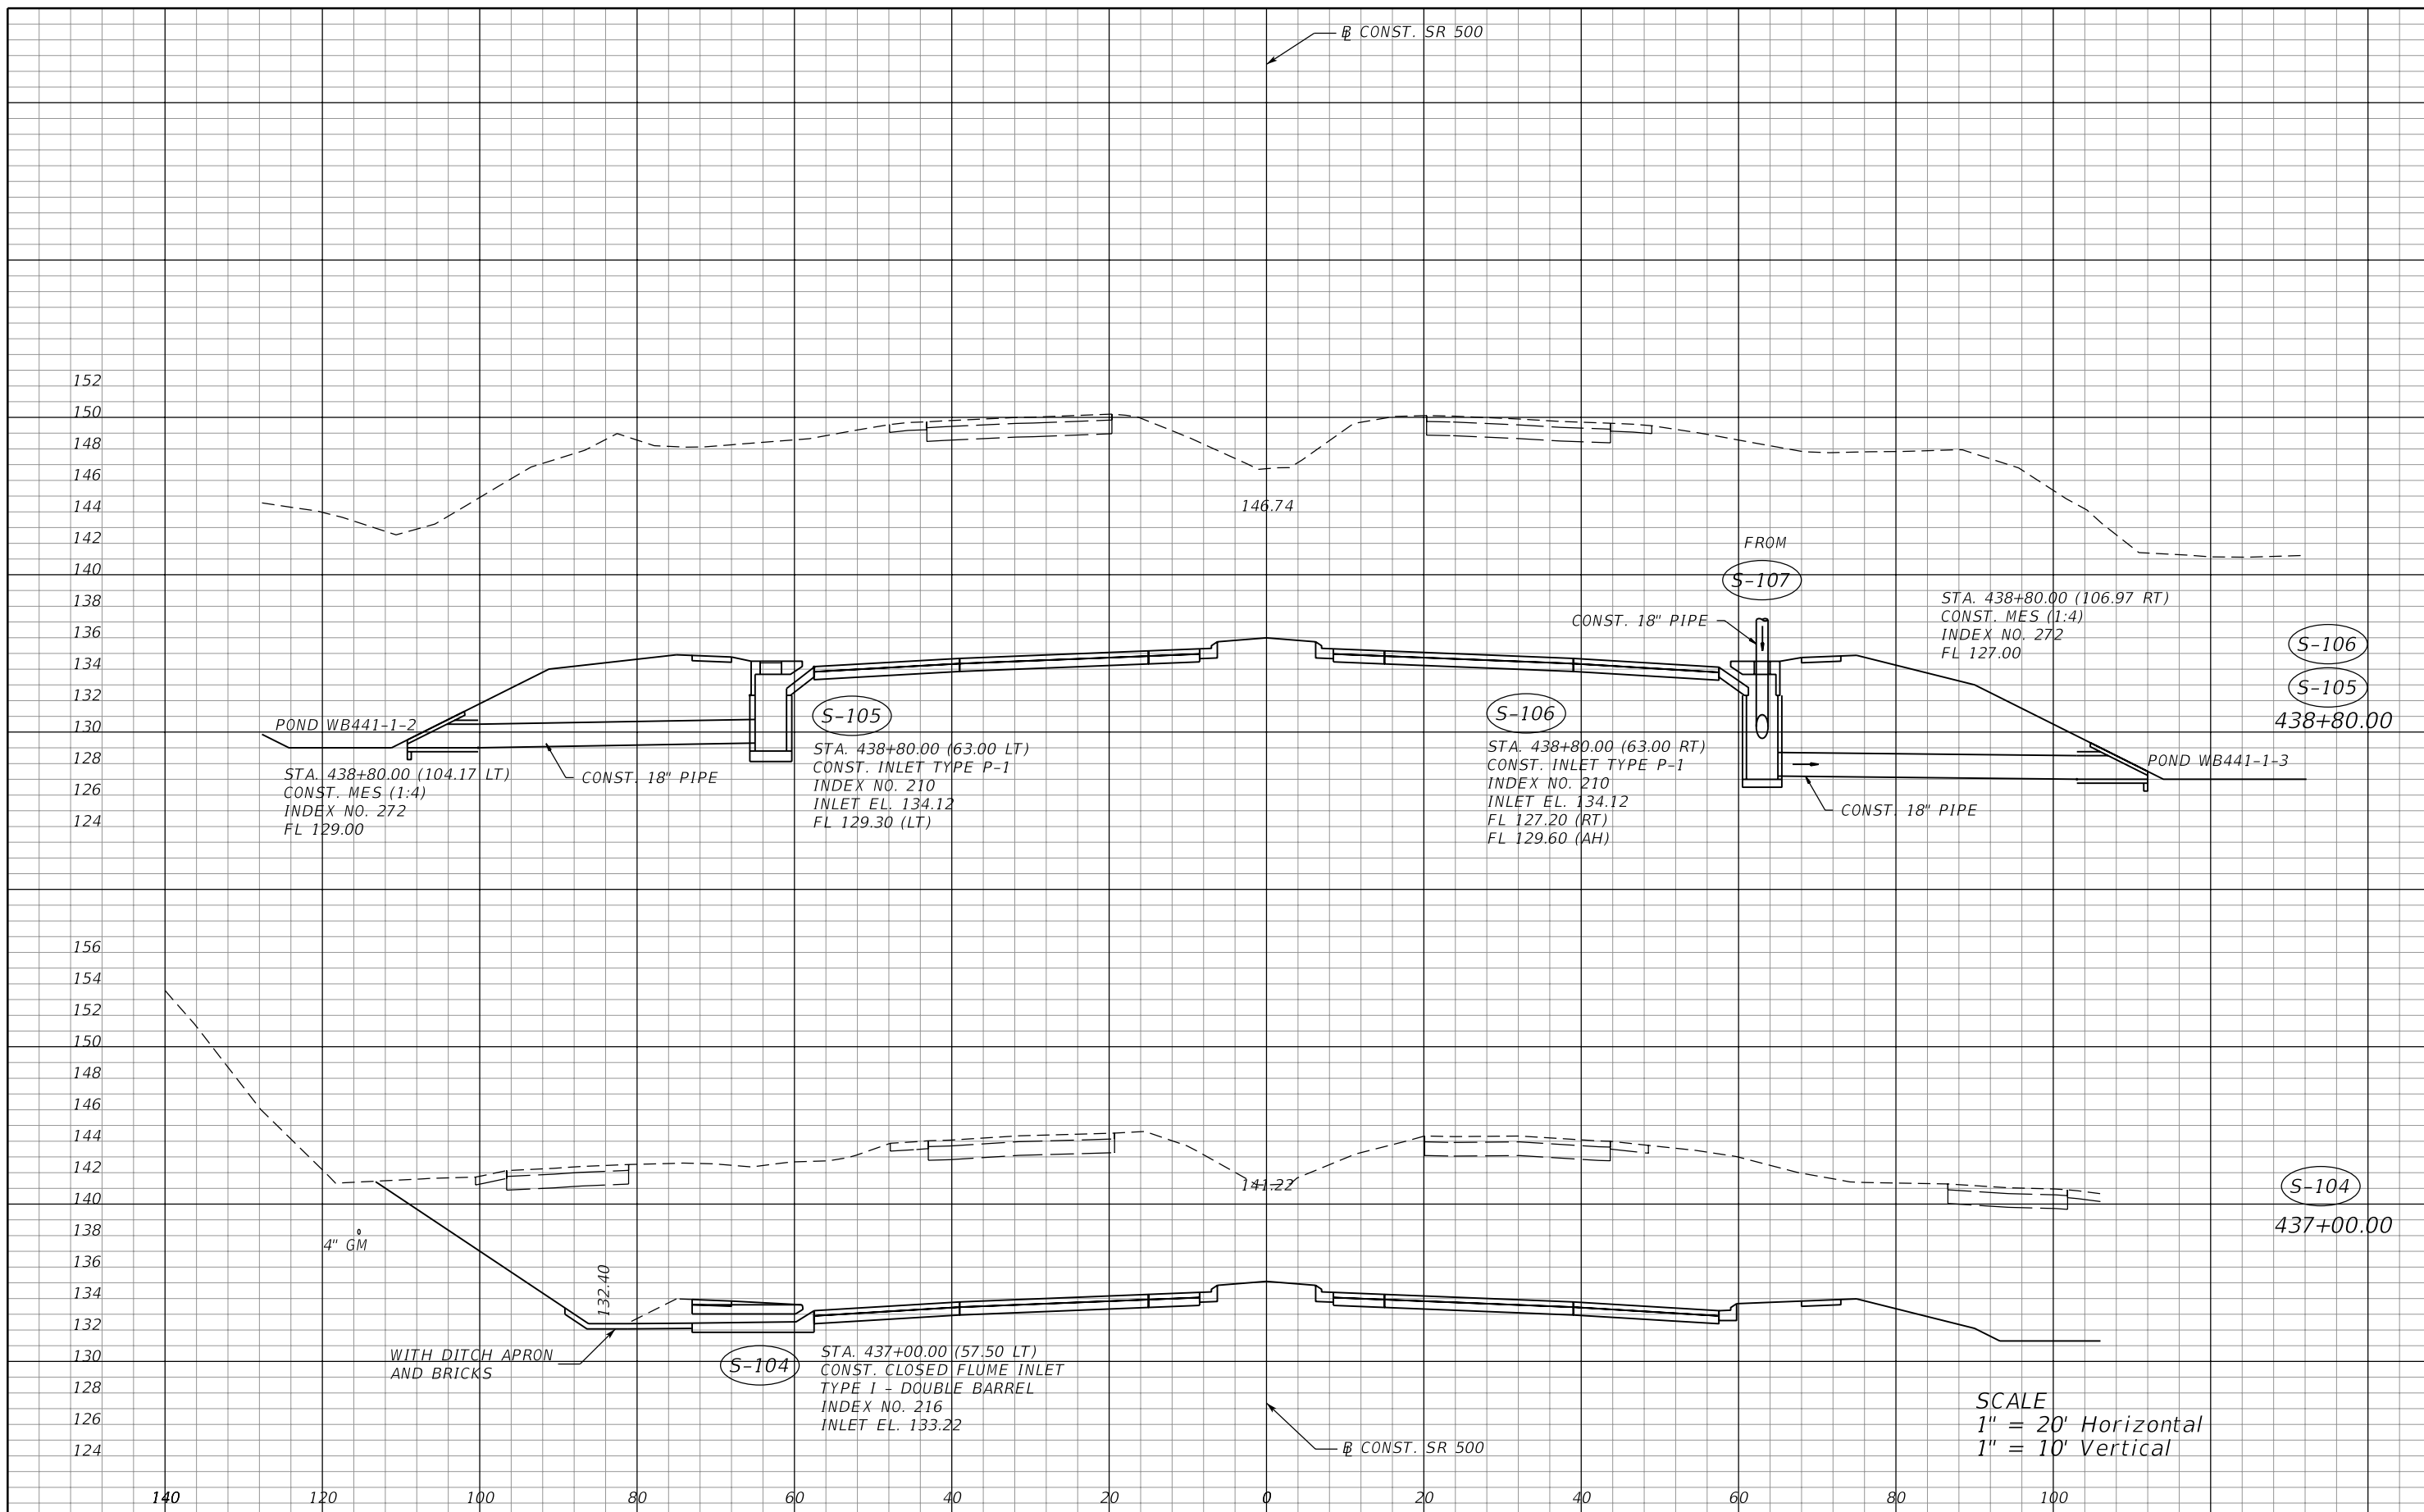 ℄ CONST. SR 500
152
150
148
146
144
142
140
138
136
134
132
130
128
126
124
146.74
FROM
S-107
CONST. 18" PIPE
STA. 438+80.00 (106.97 RT)
CONST. MES (1:4)
INDEX NO. 272
FL 127.00
S-106
S-105
438+80.00
POND WB441-1-2
STA. 438+80.00 (104.17 LT)
CONST. MES (1:4)
INDEX NO. 272
FL 129.00
CONST. 18" PIPE
S-105
STA. 438+80.00 (63.00 LT)
CONST. INLET TYPE P-1
INDEX NO. 210
INLET EL. 134.12
FL 129.30 (LT)
S-106
STA. 438+80.00 (63.00 RT)
CONST. INLET TYPE P-1
INDEX NO. 210
INLET EL. 134.12
FL 127.20 (RT)
FL 129.60 (AH)
POND WB441-1-3
CONST. 18" PIPE
156
154
152
150
148
146
144
142
140
138
136
134
132
130
128
126
124
141.22
S-104
437+00.00
4" GM
132.40
WITH DITCH APRON
AND BRICKS
S-104
STA. 437+00.00 (57.50 LT)
CONST. CLOSED FLUME INLET
TYPE I - DOUBLE BARREL
INDEX NO. 216
INLET EL. 133.22
℄ CONST. SR 500
SCALE
1" = 20' Horizontal
1" = 10' Vertical
140 120 100 80 60 40 20 0 20 40 60 80 100